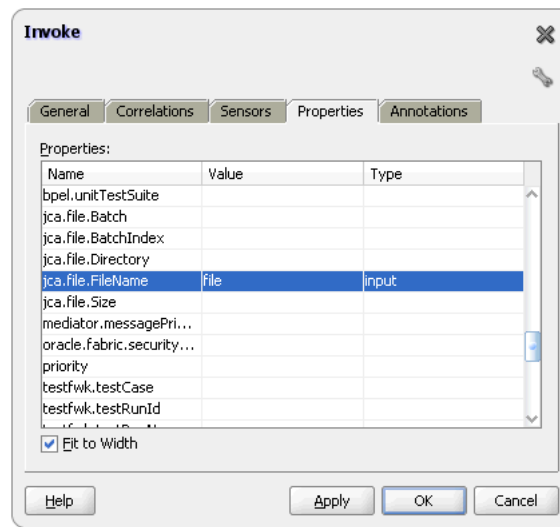 Invoke
General Correlations Sensors Properties Annotations
Properties:
Name Value Type
bpel.unitTestSuite
jca.file.Batch
jca.file.BatchIndex
jca.file.Directory
jca.file.FileName file input
jca.file.Size
mediator.messagePri...
oracle.fabric.security...
priority
testfwk.testCase
testfwk.testRunId
Fit to Width
Help Apply OK Cancel